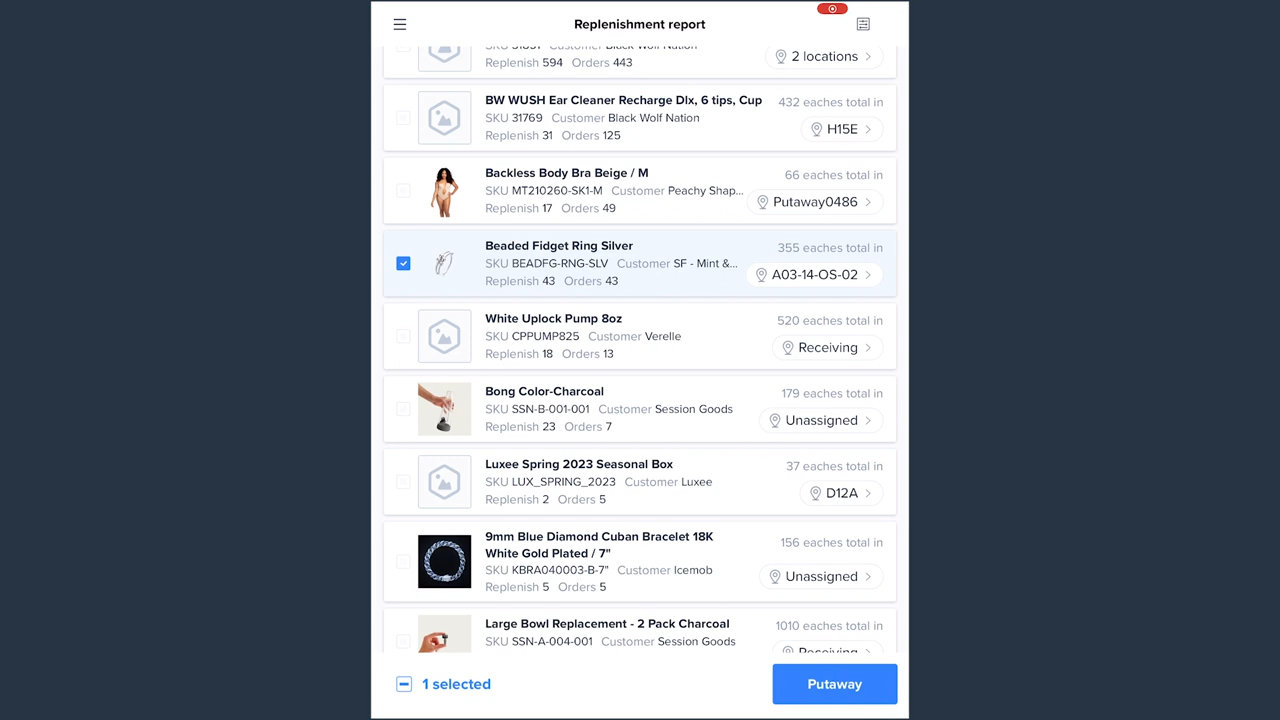 Replenishment report
SKU 31851 Customer Black Wolf Nation
Replenish 594 Orders 443
2 locations
BW WUSH Ear Cleaner Recharge Dlx, 6 tips, Cup
432 eaches total in
SKU 31769 Customer Black Wolf Nation
H15E
Replenish 31 Orders 125
Backless Body Bra Beige / M
66 eaches total in
SKU MT210260-SK1-M Customer Peachy Shap...
Putaway0486
Replenish 17 Orders 49
Beaded Fidget Ring Silver
355 eaches total in
SKU BEADFG-RNG-SLV Customer SF - Mint &...
A03-14-OS-02
Replenish 43 Orders 43
White Uplock Pump 8oz
520 eaches total in
SKU CPPUMP825 Customer Verelle
Receiving
Replenish 18 Orders 13
Bong Color-Charcoal
179 eaches total in
SKU SSN-B-001-001 Customer Session Goods
Unassigned
Replenish 23 Orders 7
Luxee Spring 2023 Seasonal Box
37 eaches total in
SKU LUX_SPRING_2023 Customer Luxee
D12A
Replenish 2 Orders 5
9mm Blue Diamond Cuban Bracelet 18K
White Gold Plated / 7"
156 eaches total in
SKU KBRA040003-B-7" Customer Icemob
Unassigned
Replenish 5 Orders 5
Large Bowl Replacement - 2 Pack Charcoal
1010 eaches total in
SKU SSN-A-004-001 Customer Session Goods
Receiving
1 selected
Putaway